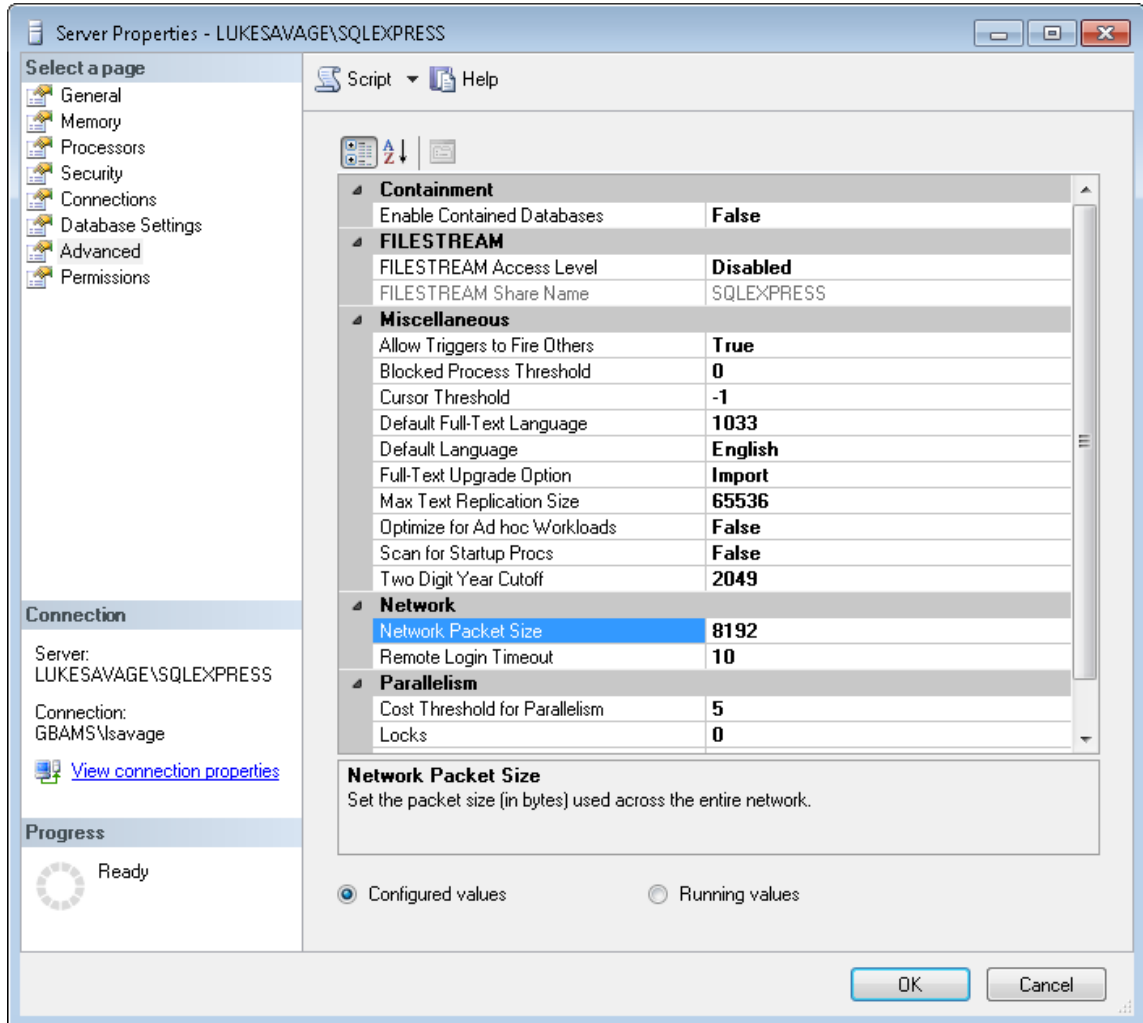 Server Properties - LUKESAVAGE\SQLEXPRESS
Select a page
General
Memory
Processors
Security
Connections
Database Settings
Advanced
Permissions
Connection
Server:
LUKESAVAGE\SQLEXPRESS
Connection:
GBAMS\lsavage
View connection properties
Progress
Ready
Script Help
Containment
Enable Contained Databases False
FILESTREAM
FILESTREAM Access Level Disabled
FILESTREAM Share Name SQLEXPRESS
Miscellaneous
Allow Triggers to Fire Others True
Blocked Process Threshold 0
Cursor Threshold -1
Default Full-Text Language 1033
Default Language English
Full-Text Upgrade Option Import
Max Text Replication Size 65536
Optimize for Ad hoc Workloads False
Scan for Startup Procs False
Two Digit Year Cutoff 2049
Network
Network Packet Size 8192
Remote Login Timeout 10
Parallelism
Cost Threshold for Parallelism 5
Locks 0
Network Packet Size
Set the packet size (in bytes) used across the entire network.
Configured values Running values
OK Cancel